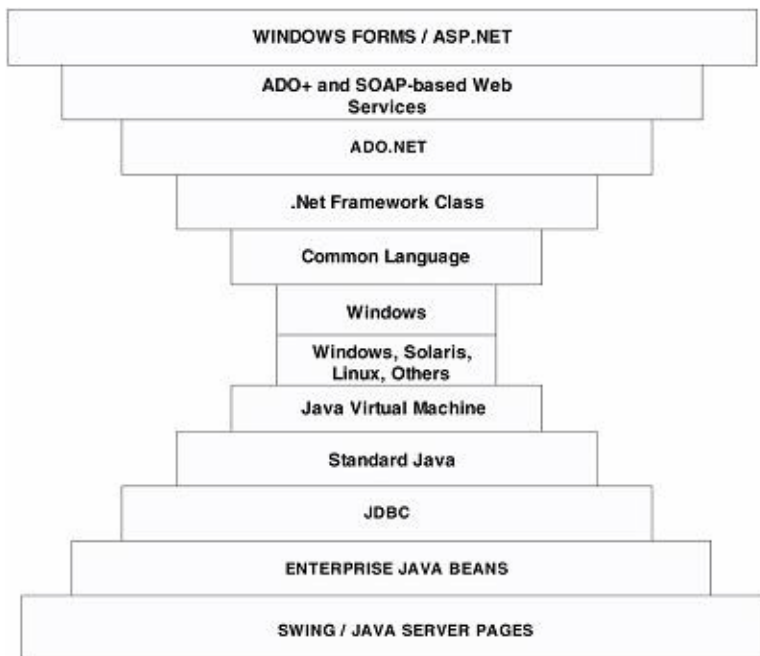 WINDOWS FORMS / ASP.NET
ADO+ and SOAP-based Web
Services
ADO.NET
.Net Framework Class
Common Language
Windows
Windows, Solaris,
Linux, Others
Java Virtual Machine
Standard Java
JDBC
ENTERPRISE JAVA BEANS
SWING / JAVA SERVER PAGES